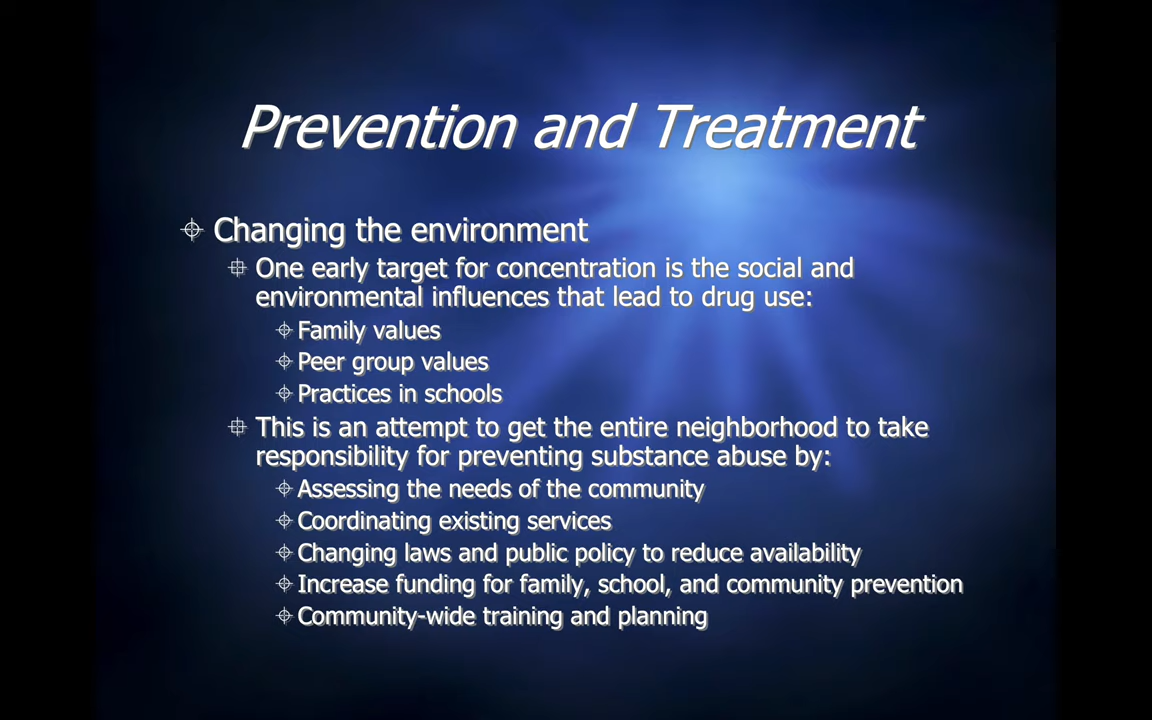 Prevention and Treatment
Changing the environment
One early target for concentration is the social and
environmental influences that lead to drug use:
Family values
Peer group values
Practices in schools
This is an attempt to get the entire neighborhood to take
responsibility for preventing substance abuse by:
Assessing the needs of the community
Coordinating existing services
Changing laws and public policy to reduce availability
Increase funding for family, school, and community prevention
Community-wide training and planning